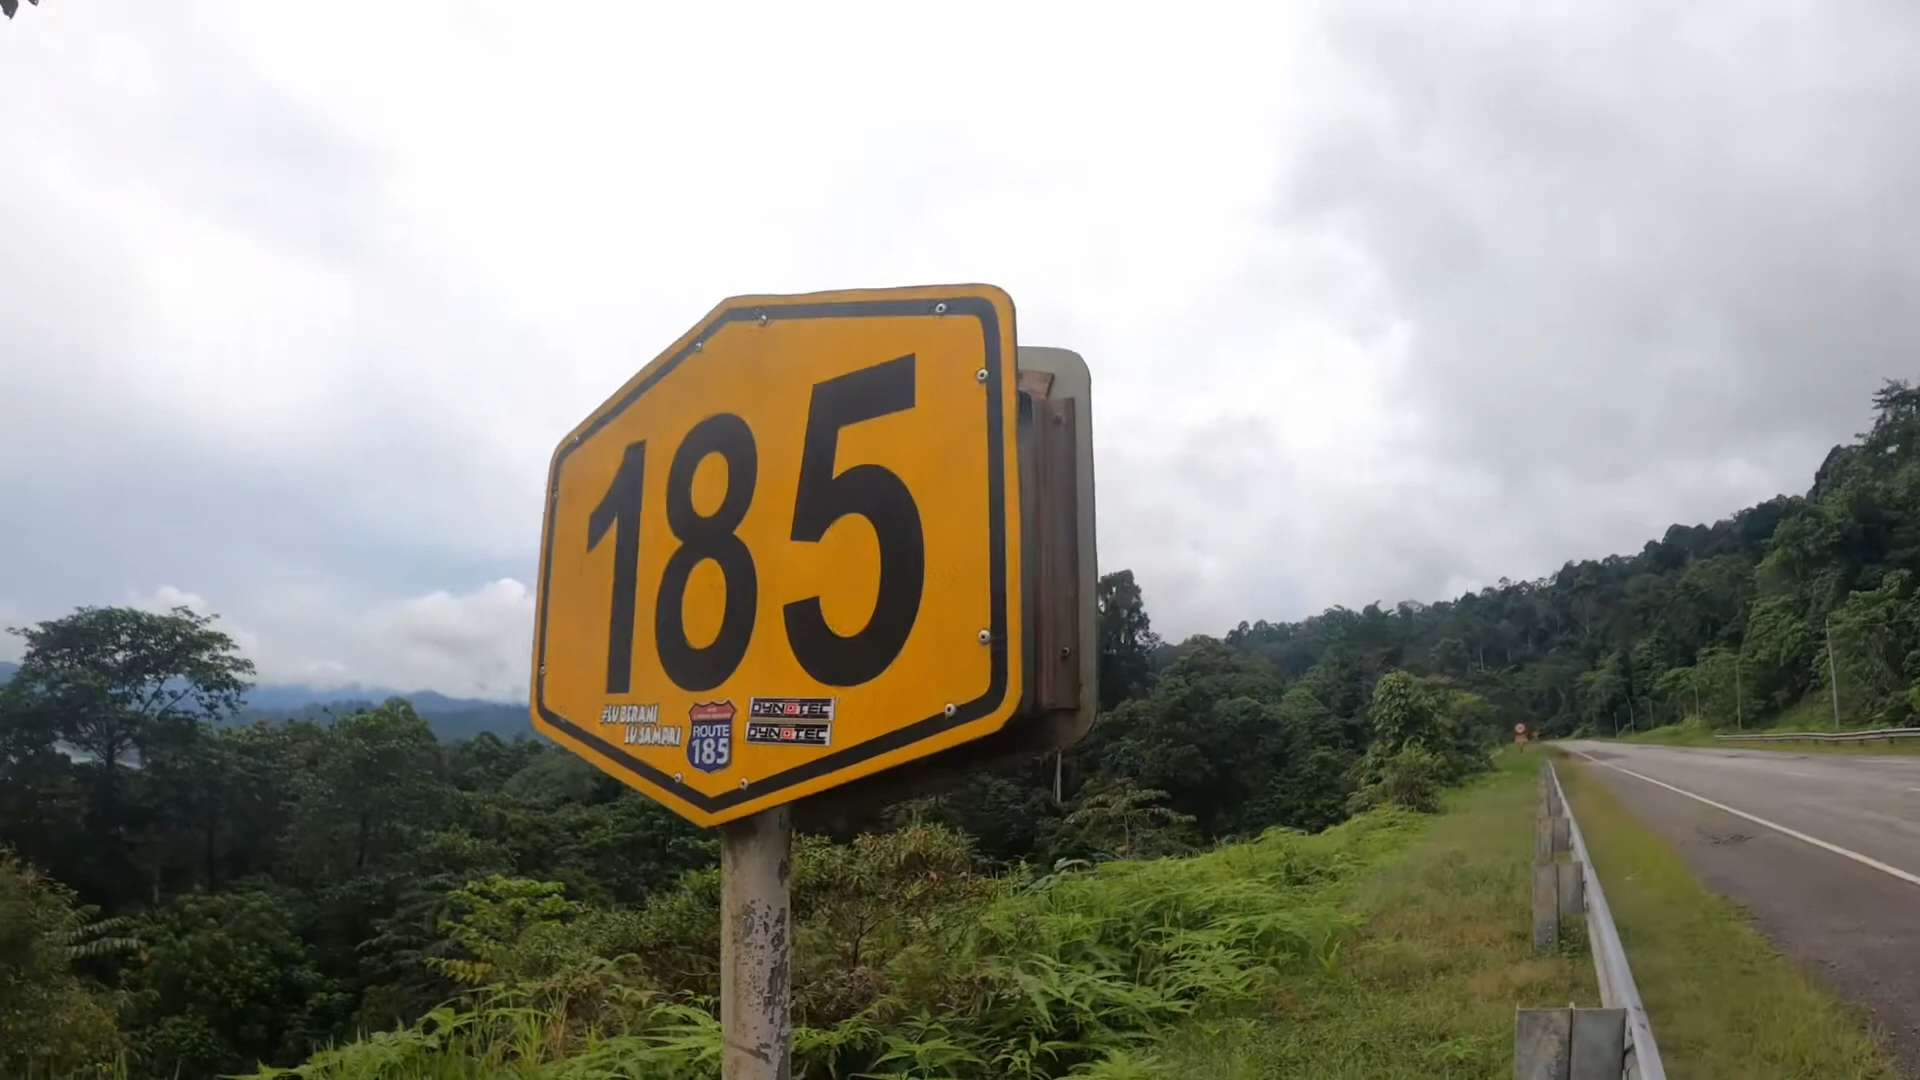 185
#LU BERANI
LU SAMPAI
ROUTE
185
DYNOTEC
DYNOTEC